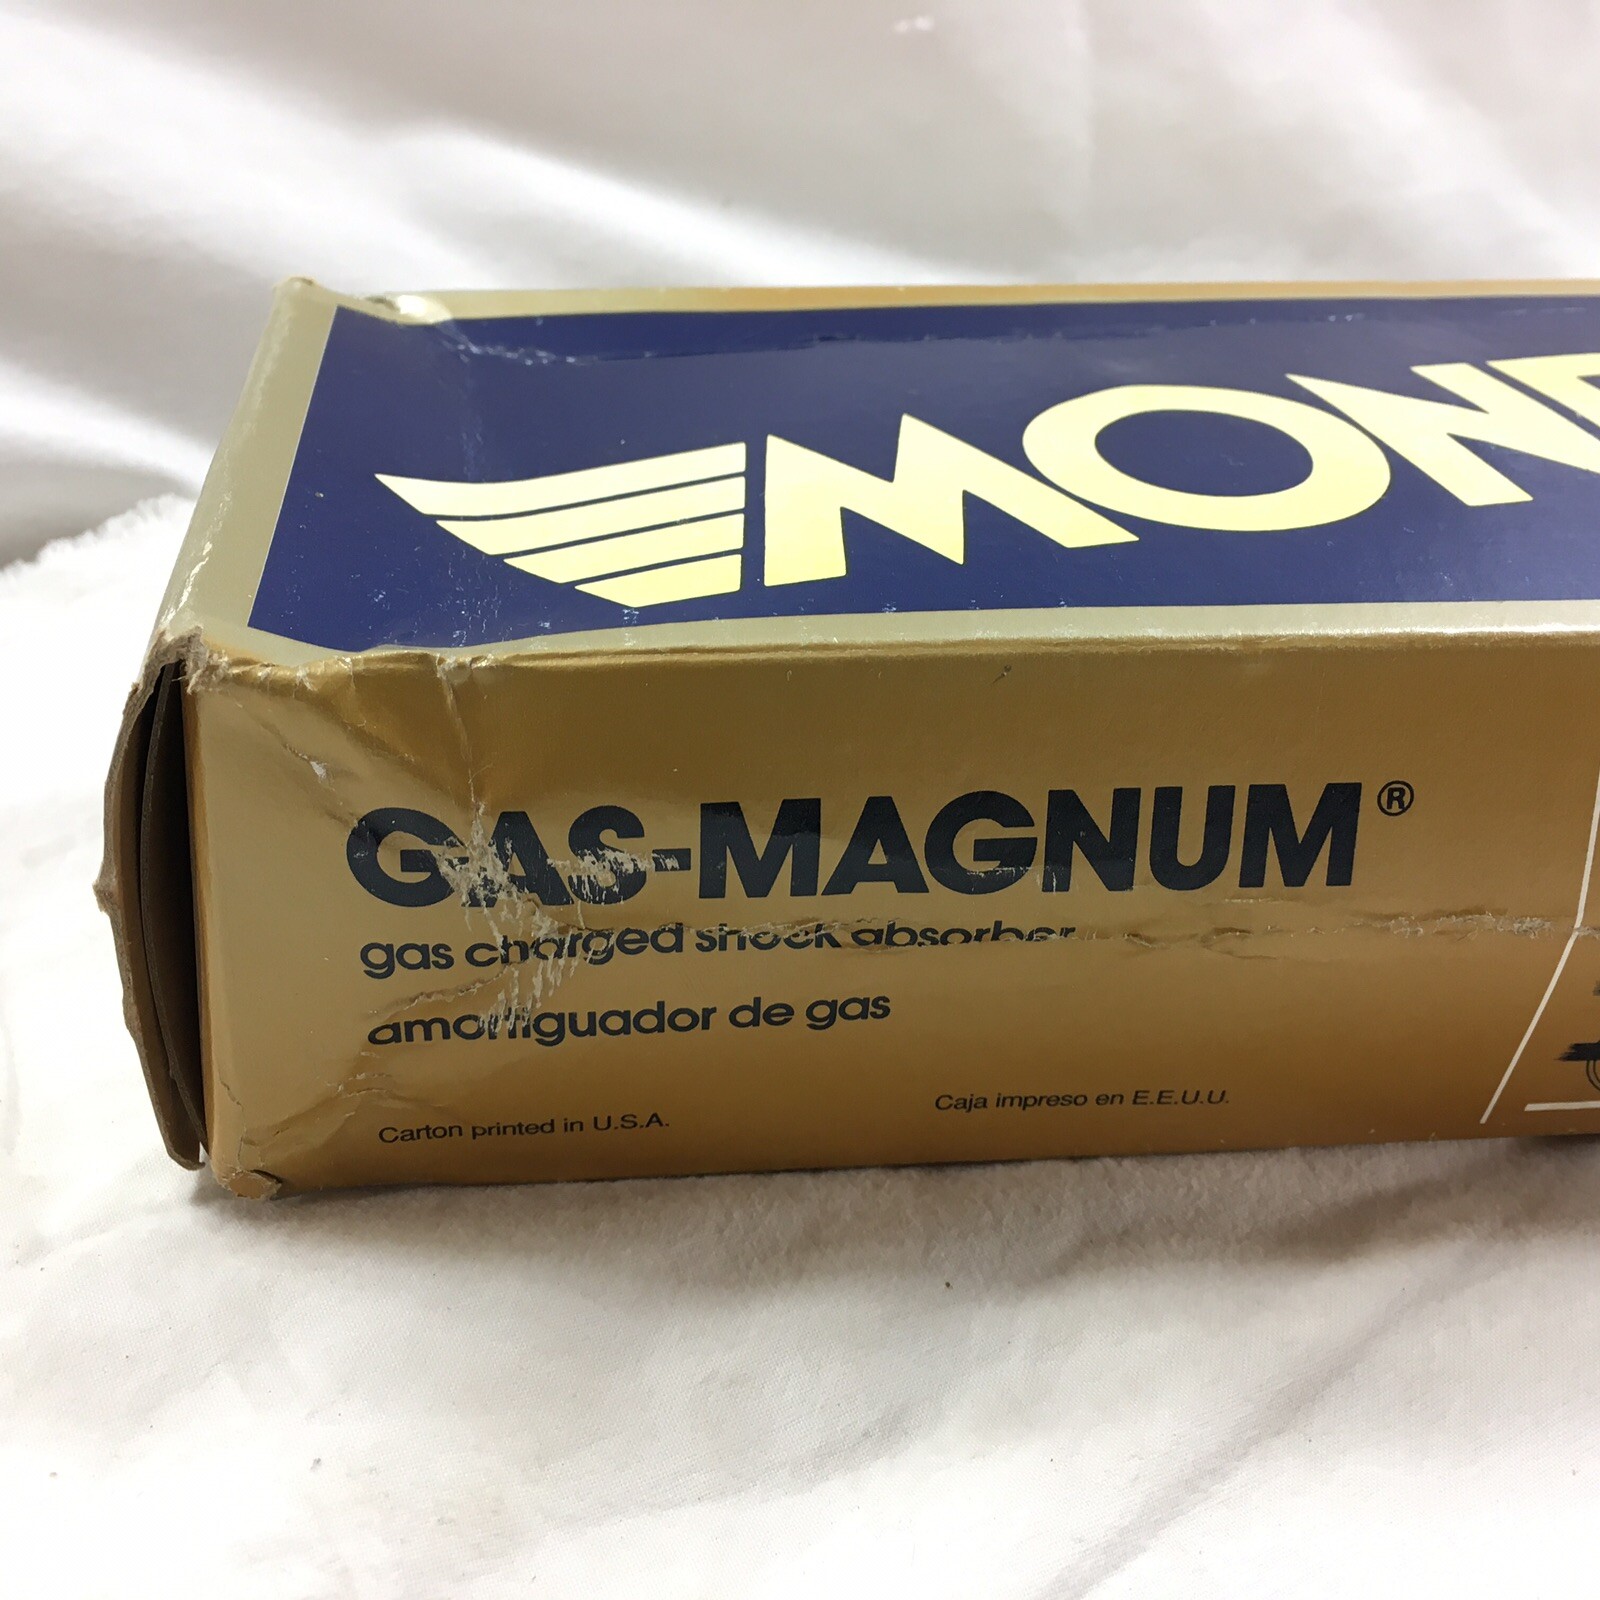 MON
GAS-MAGNUM®
gas charged shock absorber
amortiguador de gas
Carton printed in U.S.A.
Caja impreso en E.E.U.U.